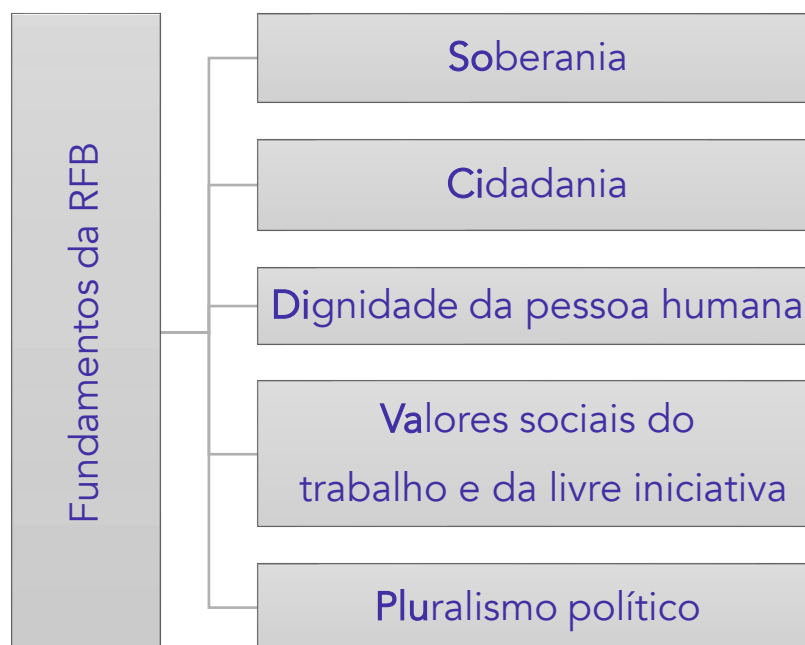 Fundamentos da RFB
Soberania
Cidadania
Dignidade da pessoa humana
Valores sociais do
trabalho e da livre iniciativa
Pluralismo político